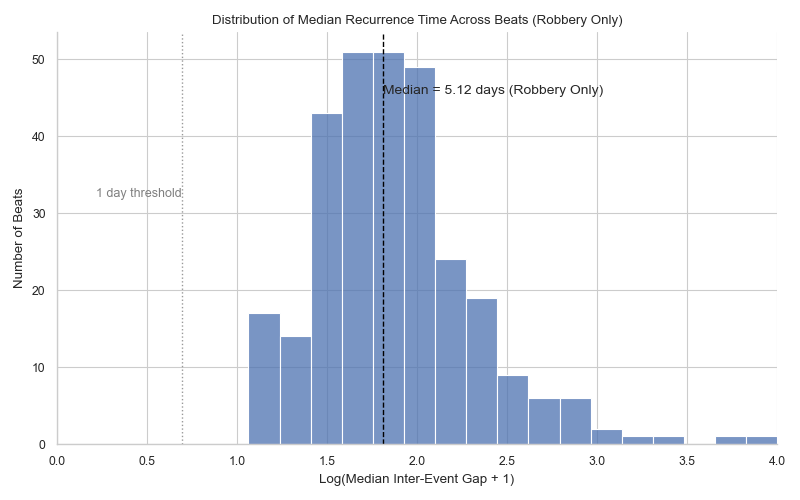 Distribution of Median Recurrence Time Across Beats (Robbery Only)
50
40
30
20
10
0
Number of Beats
Median = 5.12 days (Robbery Only)
1 day threshold
0.0 0.5 1.0 1.5 2.0 2.5 3.0 3.5 4.0
Log(Median Inter-Event Gap + 1)